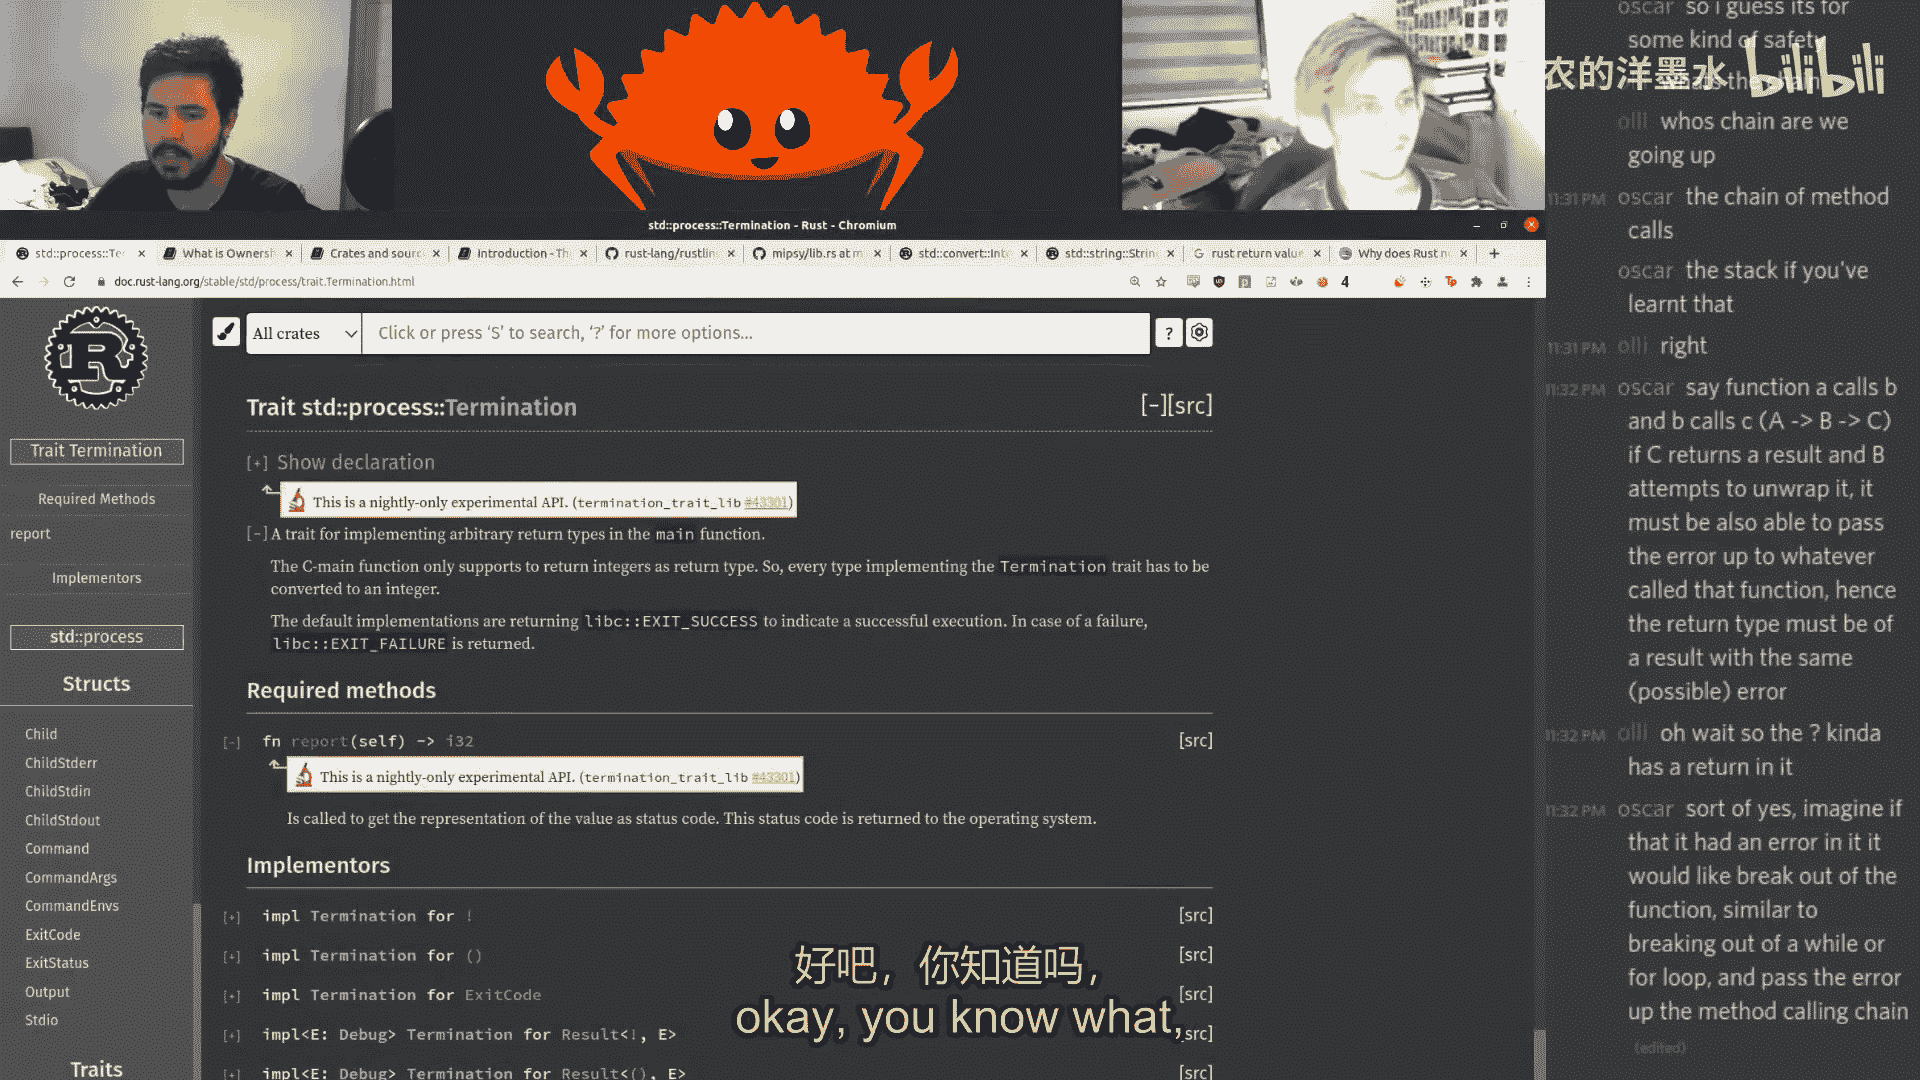 std::process::Termination - Rust - Chromium
std::process::Ter
What is Ownersh
Crates and sourc
Introduction - Th
rust-lang/rustlin
mipsy/lib.rs at m
std::convert::Into
std::string::Strin
rust return value
Why does Rust n
doc.rust-lang.org/stable/std/process/trait.Termination.html
4
All crates
Click or press ‘S’ to search, ‘?’ for more options...
?
Trait Termination
Required Methods
report
Implementors
std::process
Structs
Child
ChildStderr
ChildStdin
ChildStdout
Command
CommandArgs
CommandEnvs
ExitCode
ExitStatus
Output
Stdio
Traits
Trait std::process::Termination
[-][src]
[+] Show declaration
This is a nightly-only experimental API. (termination_trait_lib #43301)
[-] A trait for implementing arbitrary return types in the main function.
The C-main function only supports to return integers as return type. So, every type implementing the Termination trait has to be
converted to an integer.
The default implementations are returning libc::EXIT_SUCCESS to indicate a successful execution. In case of a failure,
libc::EXIT_FAILURE is returned.
Required methods
[-] fn report(self) -> i32 [src]
This is a nightly-only experimental API. (termination_trait_lib #43301)
Is called to get the representation of the value as status code. This status code is returned to the operating system.
Implementors
[+] impl Termination for ! [src]
[+] impl Termination for () [src]
[+] impl Termination for ExitCode [src]
[+] impl<E: Debug> Termination for Result<!, E> [src]
[+] impl<E: Debug> Termination for Result<(), E> [src]
好吧，你知道吗，
okay, you know what,
oscar so i guess its for
some kind of safety
农的洋墨水 bilibili
olli whos chain are we
going up
11:31 PM oscar the chain of method
calls
oscar the stack if you've
learnt that
11:31 PM olli right
11:32 PM oscar say function a calls b
and b calls c (A -> B -> C)
if C returns a result and B
attempts to unwrap it, it
must be also able to pass
the error up to whatever
called that function, hence
the return type must be of
a result with the same
(possible) error
11:32 PM olli oh wait so the ? kinda
has a return in it
11:32 PM oscar sort of yes, imagine if
that it had an error in it it
would like break out of the
function, similar to
breaking out of a while or
for loop, and pass the error
up the method calling chain
(edited)